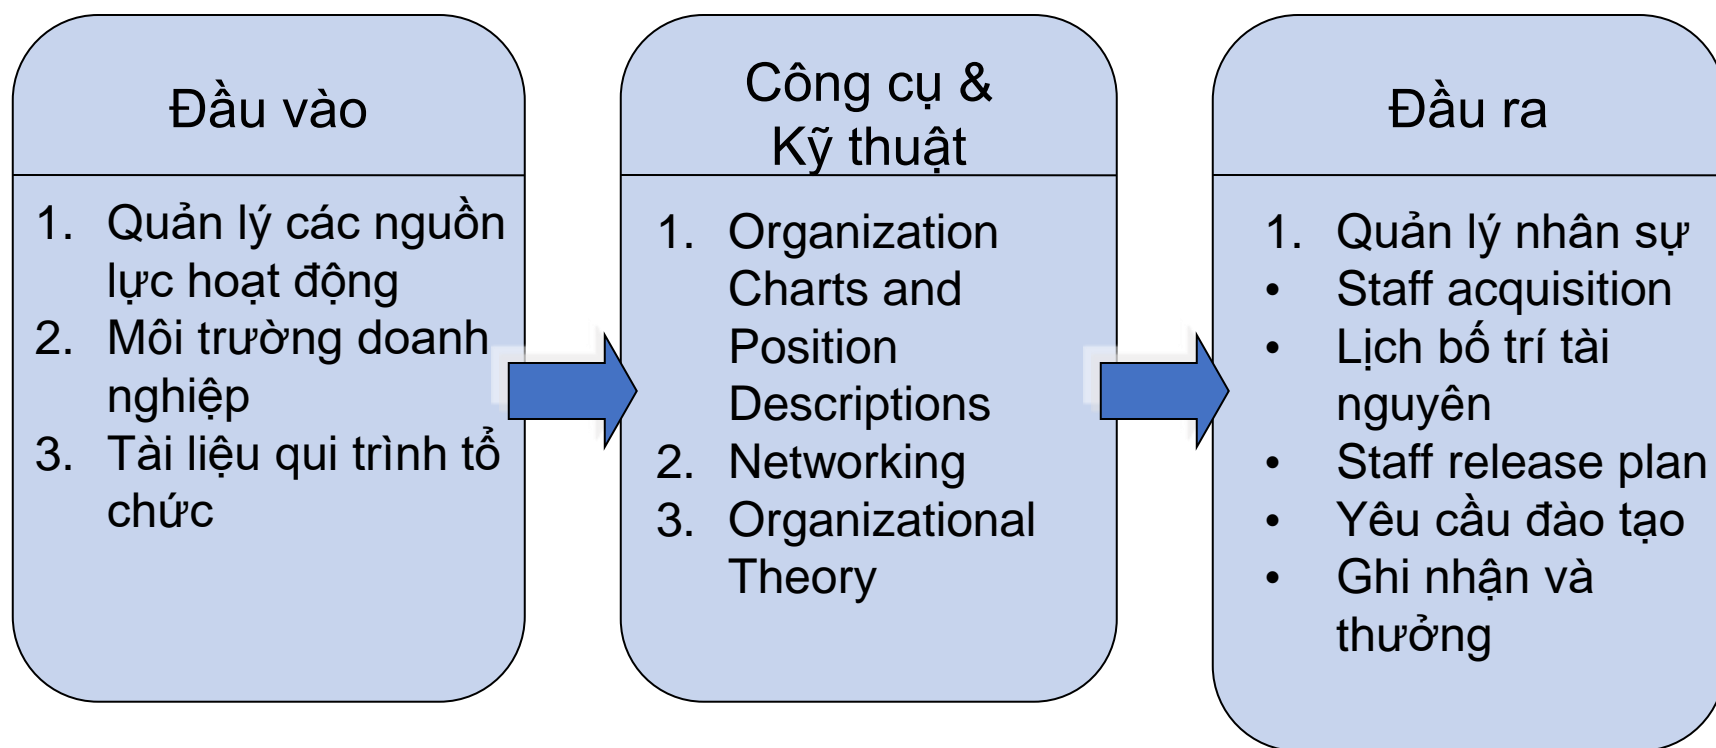 Đầu vào
1. Quản lý các nguồn
lực hoạt động
2. Môi trường doanh
nghiệp
3. Tài liệu qui trình tổ
chức
Công cụ &
Kỹ thuật
1. Organization
Charts and
Position
Descriptions
2. Networking
3. Organizational
Theory
Đầu ra
1. Quản lý nhân sự
• Staff acquisition
• Lịch bố trí tài
nguyên
• Staff release plan
• Yêu cầu đào tạo
• Ghi nhận và
thưởng